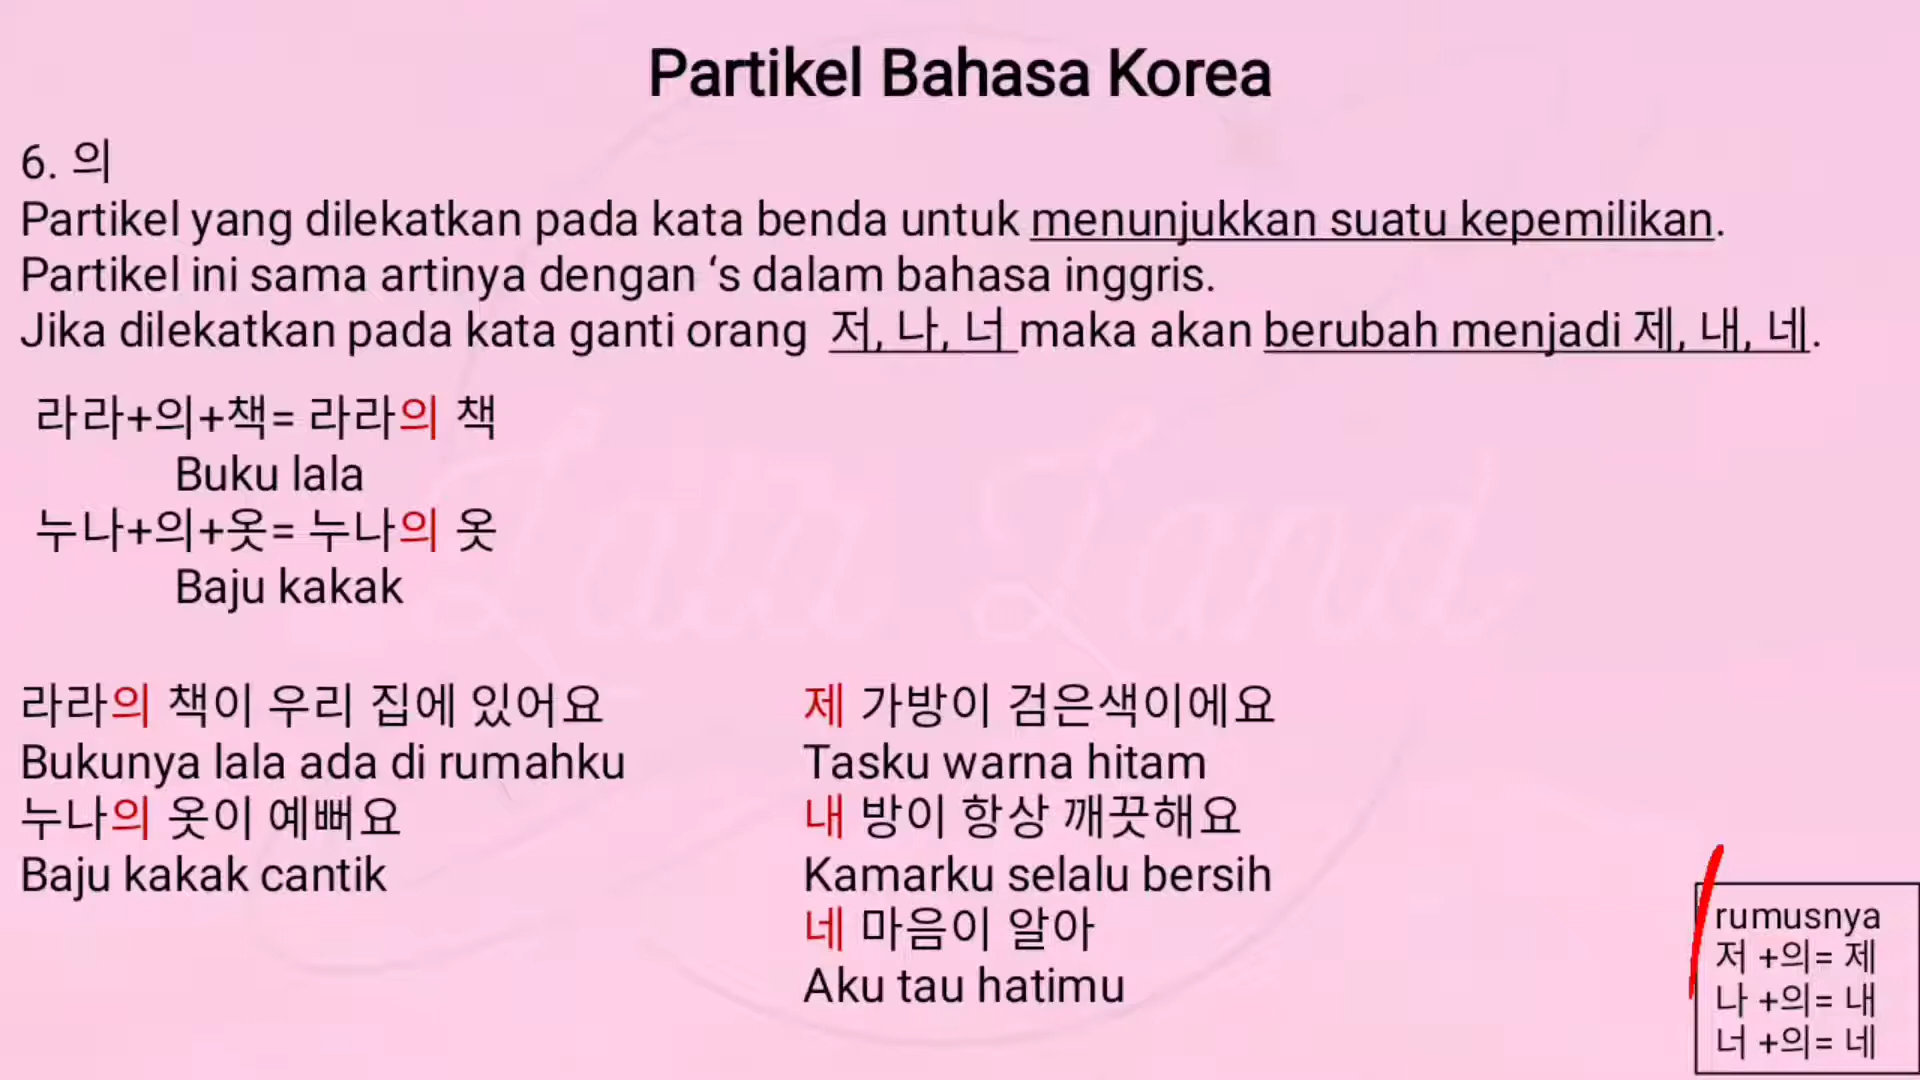 Partikel Bahasa Korea
6. 의
Partikel yang dilekatkan pada kata benda untuk menunjukkan suatu kepemilikan.
Partikel ini sama artinya dengan ‘s dalam bahasa inggris.
Jika dilekatkan pada kata ganti orang 저, 나, 너 maka akan berubah menjadi 제, 내, 네.
라라+의+책= 라라의 책
Buku lala
누나+의+옷= 누나의 옷
Baju kakak
라라의 책이 우리 집에 있어요
Bukunya lala ada di rumahku
누나의 옷이 예뻐요
Baju kakak cantik
제 가방이 검은색이에요
Tasku warna hitam
내 방이 항상 깨끗해요
Kamarku selalu bersih
네 마음이 알아
Aku tau hatimu
rumusnya
저 +의= 제
나 +의= 내
너 +의= 네